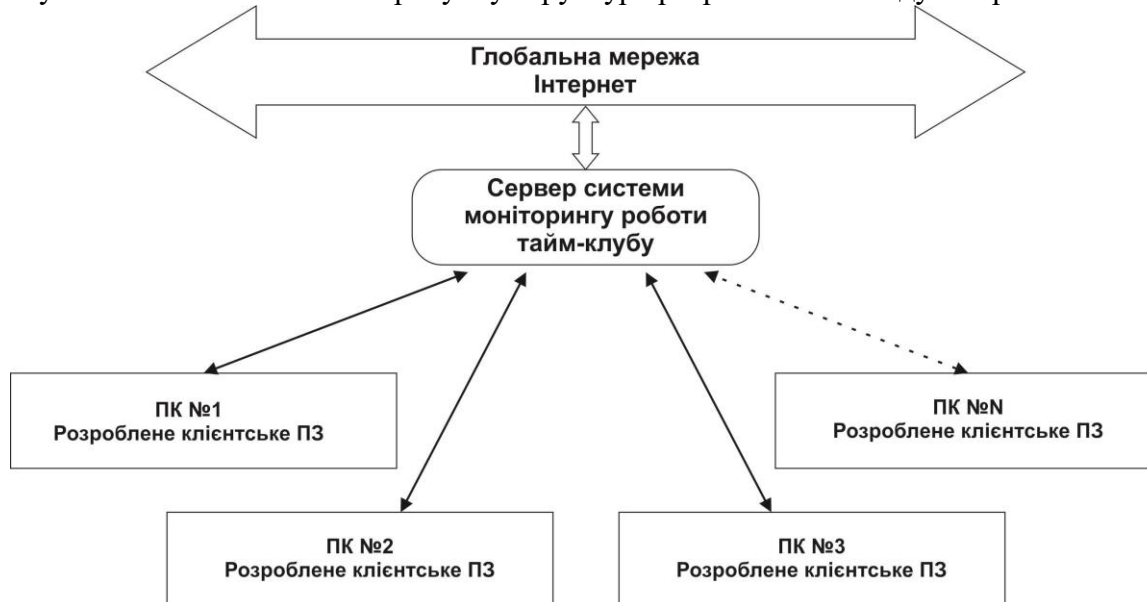 Глобальна мережа
Інтернет
Сервер системи
моніторингу роботи
тайм-клубу
ПК №1
Розроблене клієнтське ПЗ
ПК №N
Розроблене клієнтське ПЗ
ПК №2
Розроблене клієнтське ПЗ
ПК №3
Розроблене клієнтське ПЗ